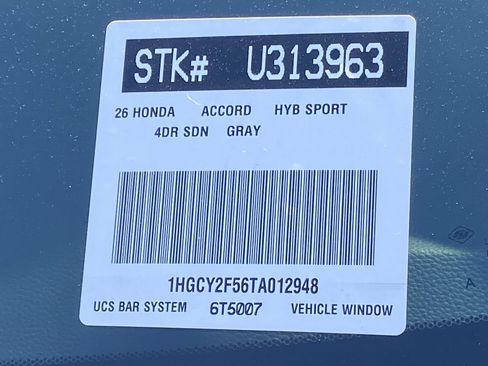 STK# U313963
26 HONDA ACCORD HYB SPORT
4DR SDN GRAY
1HGCY2F56TA012948
UCS BAR SYSTEM 6T5007 VEHICLE WINDOW